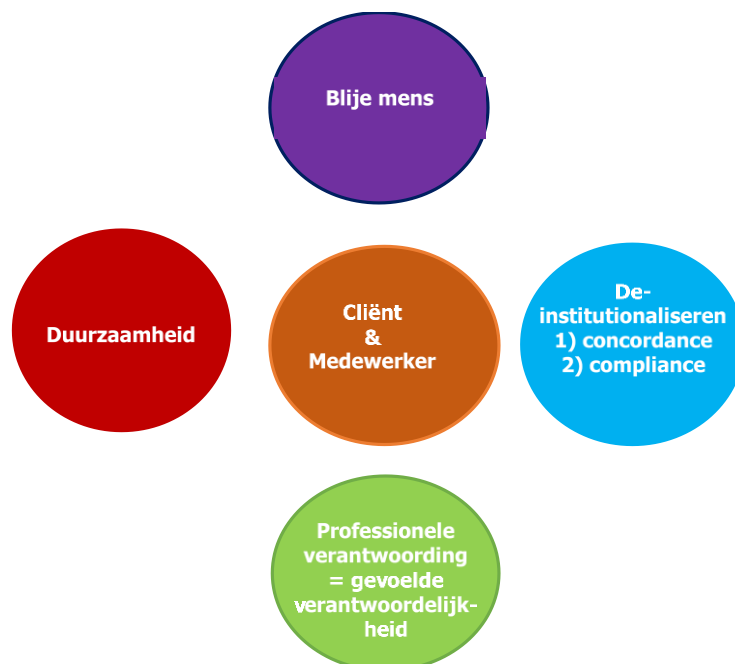 Blije mens
Duurzaamheid
Cliënt
&
Medewerker
De-
institutionaliseren
1) concordance
2) compliance
Professionele
verantwoording
= gevoelde
verantwoordelijk-
heid